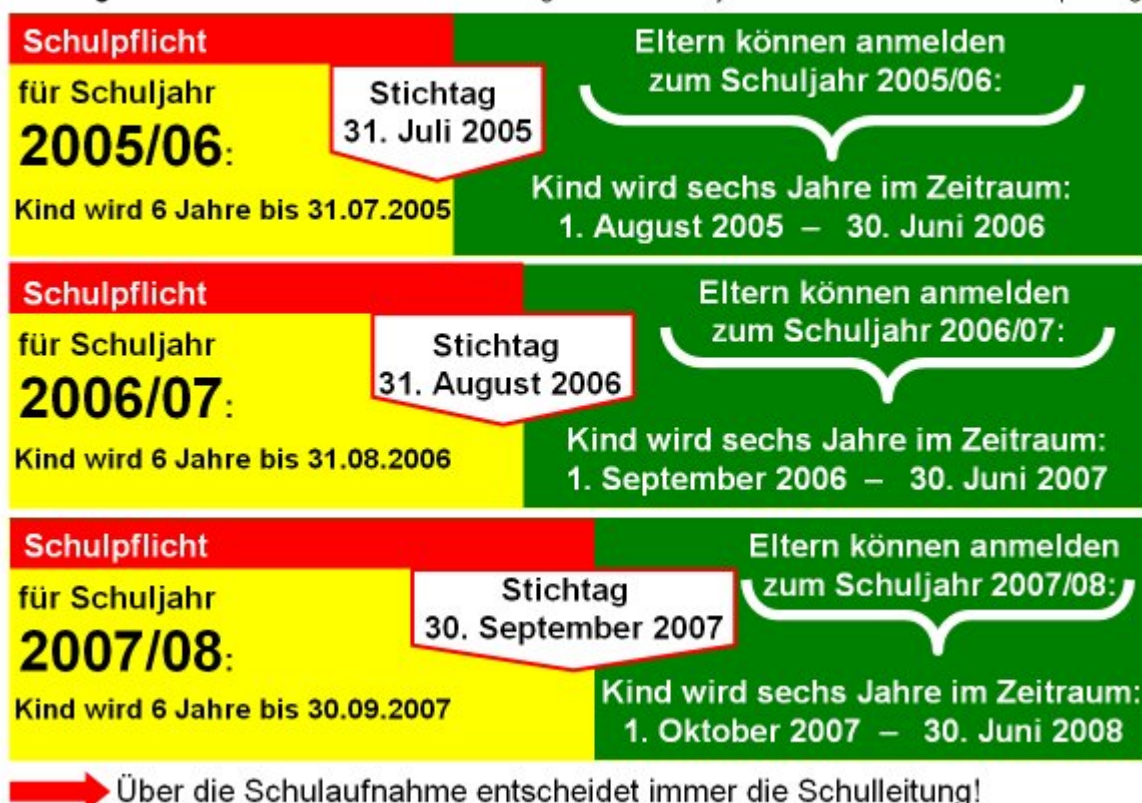 Schulpflicht
für Schuljahr
2005/06:
Kind wird 6 Jahre bis 31.07.2005
Stichtag
31. Juli 2005
Eltern können anmelden
zum Schuljahr 2005/06:
Kind wird sechs Jahre im Zeitraum:
1. August 2005 – 30. Juni 2006
Schulpflicht
für Schuljahr
2006/07:
Kind wird 6 Jahre bis 31.08.2006
Stichtag
31. August 2006
Eltern können anmelden
zum Schuljahr 2006/07:
Kind wird sechs Jahre im Zeitraum:
1. September 2006 – 30. Juni 2007
Schulpflicht
für Schuljahr
2007/08:
Kind wird 6 Jahre bis 30.09.2007
Stichtag
30. September 2007
Eltern können anmelden
zum Schuljahr 2007/08:
Kind wird sechs Jahre im Zeitraum:
1. Oktober 2007 – 30. Juni 2008
Über die Schulaufnahme entscheidet immer die Schulleitung!